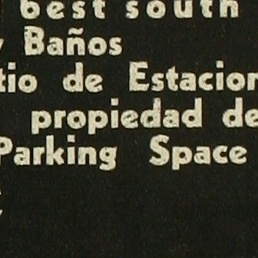 best south
y Baños
tio de Estacion
propiedad de
Parking Space